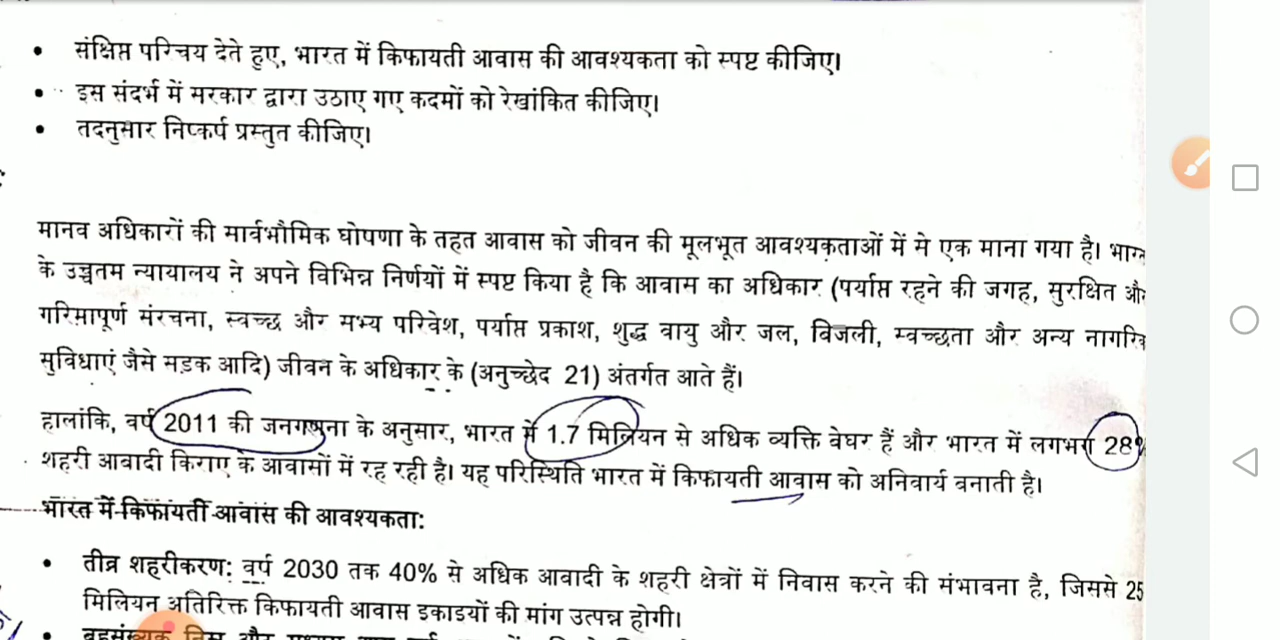 • संक्षिप्त परिचय देते हुए, भारत में किफायती आवास की आवश्यकता को स्पष्ट कीजिए।
• इस संदर्भ में सरकार द्वारा उठाए गए कदमों को रेखांकित कीजिए।
• तदनुसार निष्कर्ष प्रस्तुत कीजिए।
मानव अधिकारों की सार्वभौमिक घोषणा के तहत आवास को जीवन की मूलभूत आवश्यकताओं में से एक माना गया है। भारत
के उच्चतम न्यायालय ने अपने विभिन्न निर्णयों में स्पष्ट किया है कि आवास का अधिकार (पर्याप्त रहने की जगह, सुरक्षित और
गरिमापूर्ण संरचना, स्वच्छ और सभ्य परिवेश, पर्याप्त प्रकाश, शुद्ध वायु और जल, बिजली, स्वच्छता और अन्य नागरिक
सुविधाएं जैसे सड़क आदि) जीवन के अधिकार के (अनुच्छेद 21) अंतर्गत आते हैं।
हालांकि, वर्ष 2011 की जनगणना के अनुसार, भारत में 1.7 मिलियन से अधिक व्यक्ति बेघर हैं और भारत में लगभग 28%
शहरी आबादी किराए के आवासों में रह रही है। यह परिस्थिति भारत में किफायती आवास को अनिवार्य बनाती है।
भारत में किफायती आवास की आवश्यकता:
• तीव्र शहरीकरण: वर्ष 2030 तक 40% से अधिक आबादी के शहरी क्षेत्रों में निवास करने की संभावना है, जिससे 25
मिलियन अतिरिक्त किफायती आवास इकाइयों की मांग उत्पन्न होगी।